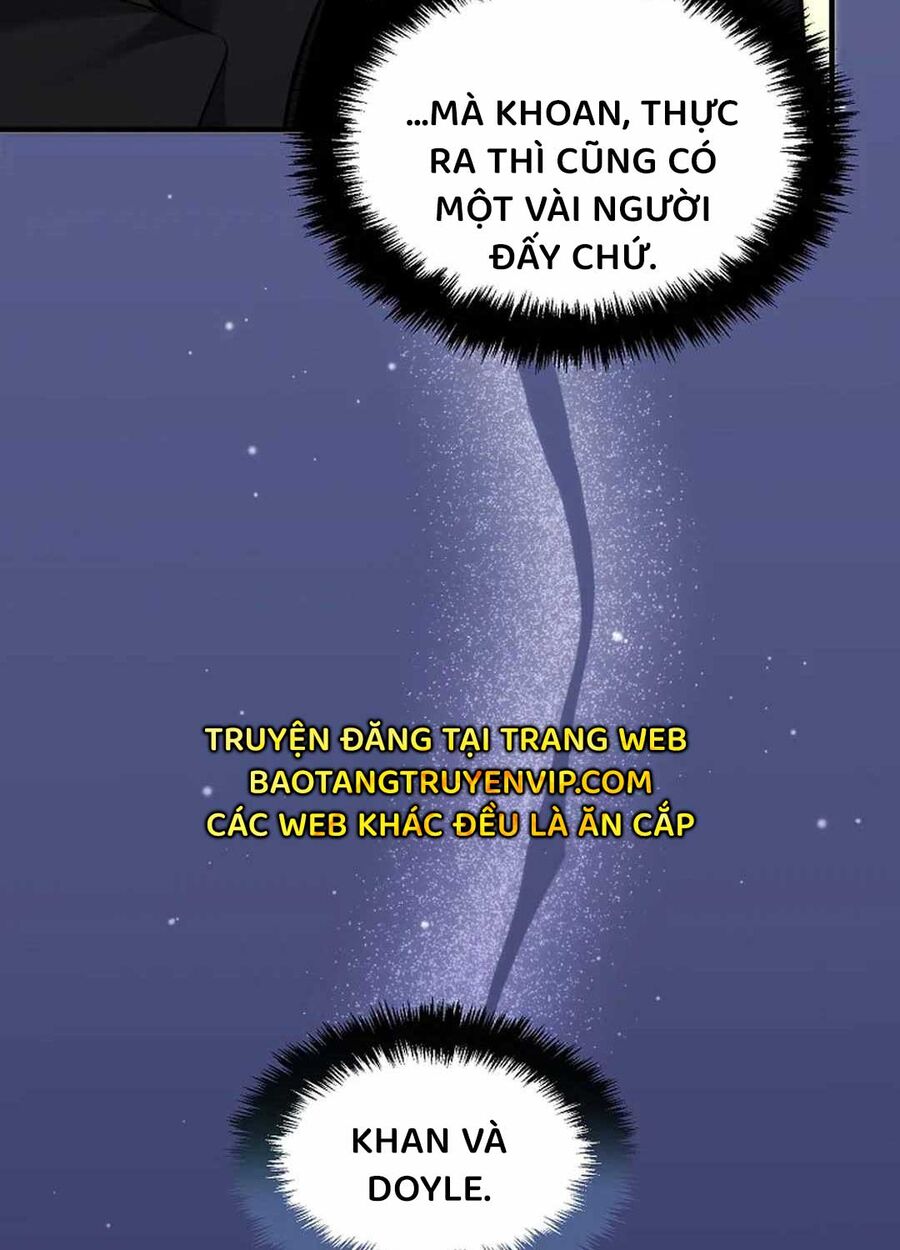 ...MÀ KHOAN, THỰC
RA THÌ CŨNG CÓ
MỘT VÀI NGƯỜI
ĐẤY CHỨ.
TRUYỆN ĐĂNG TẠI TRANG WEB
BAOTANGTRUYENVIP.COM
CÁC WEB KHÁC ĐỀU LÀ ĂN CẮP
KHAN VÀ
DOYLE.